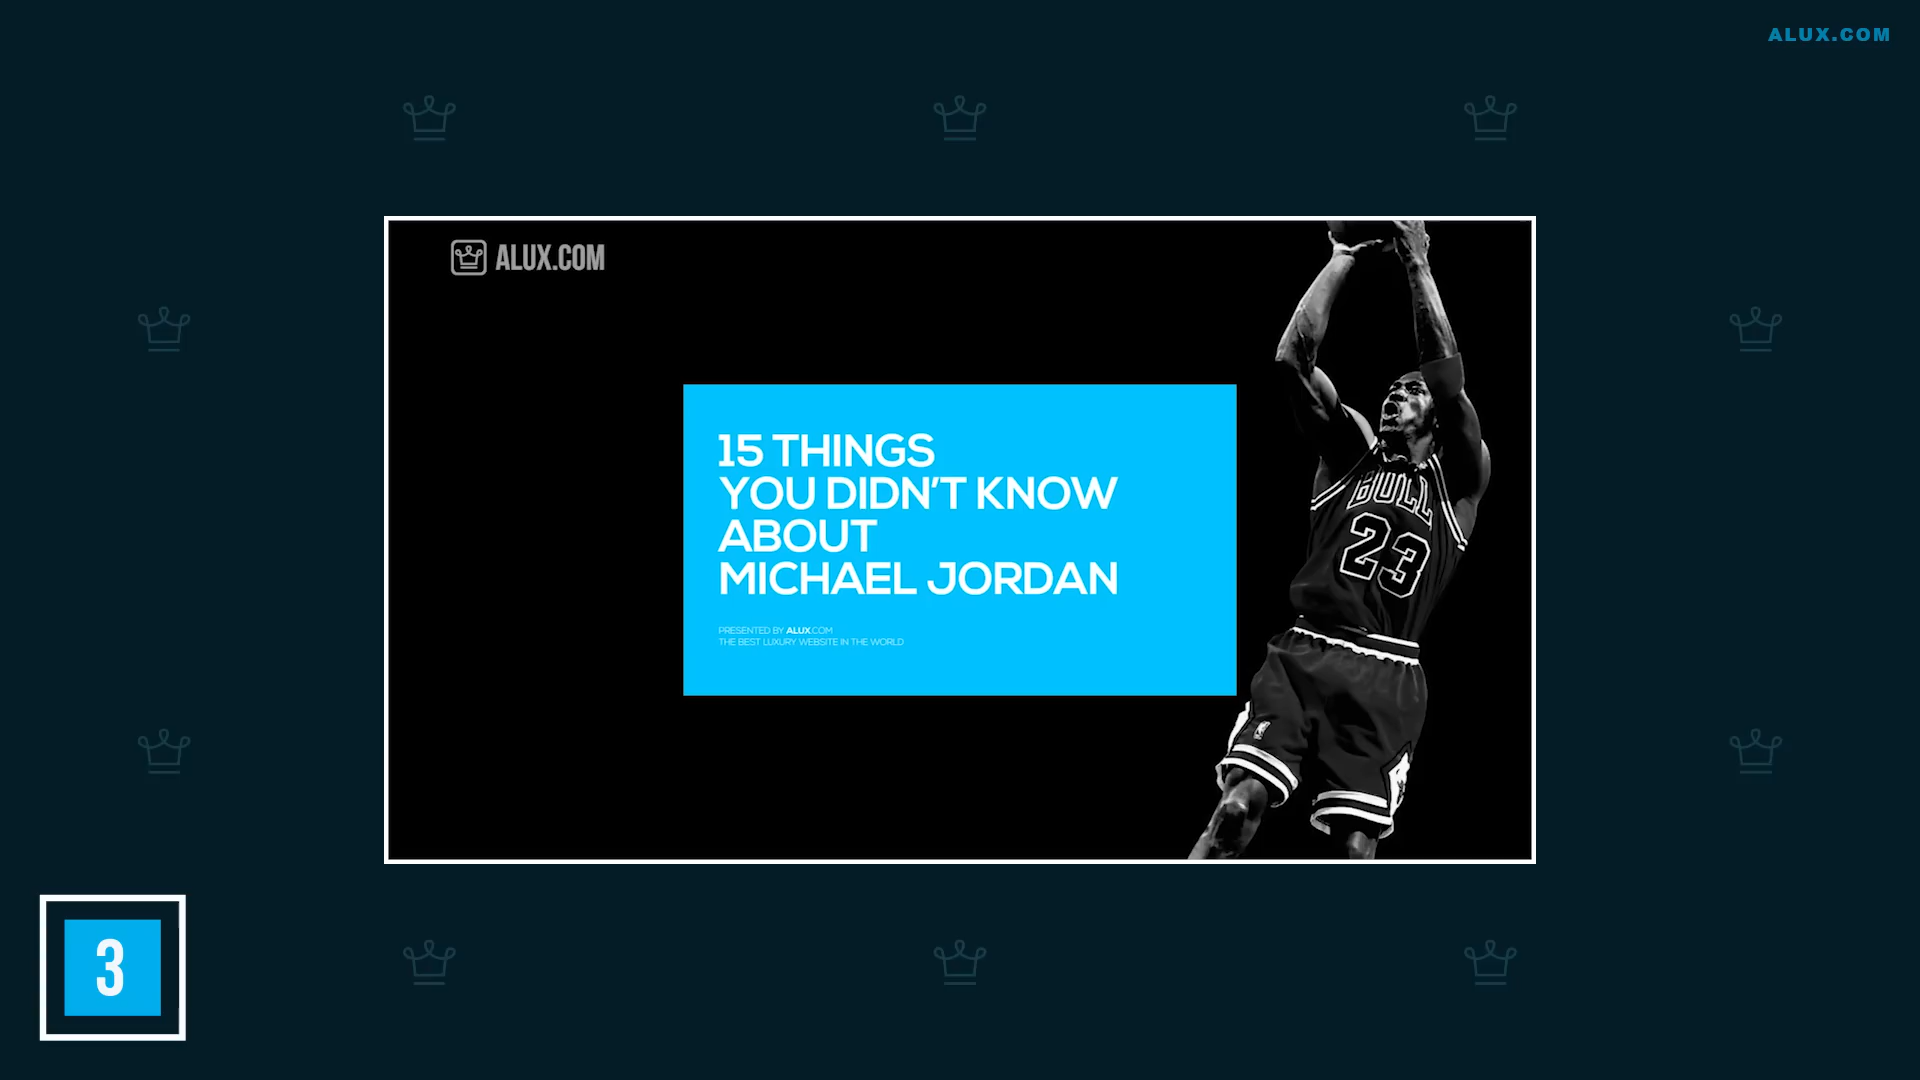 ALUX.COM
ALUX.COM
15 THINGS
YOU DIDN'T KNOW
ABOUT
MICHAEL JORDAN
PRESENTED BY ALUX.COM
THE BEST LUXURY WEBSITE IN THE WORLD
BULL
23
3